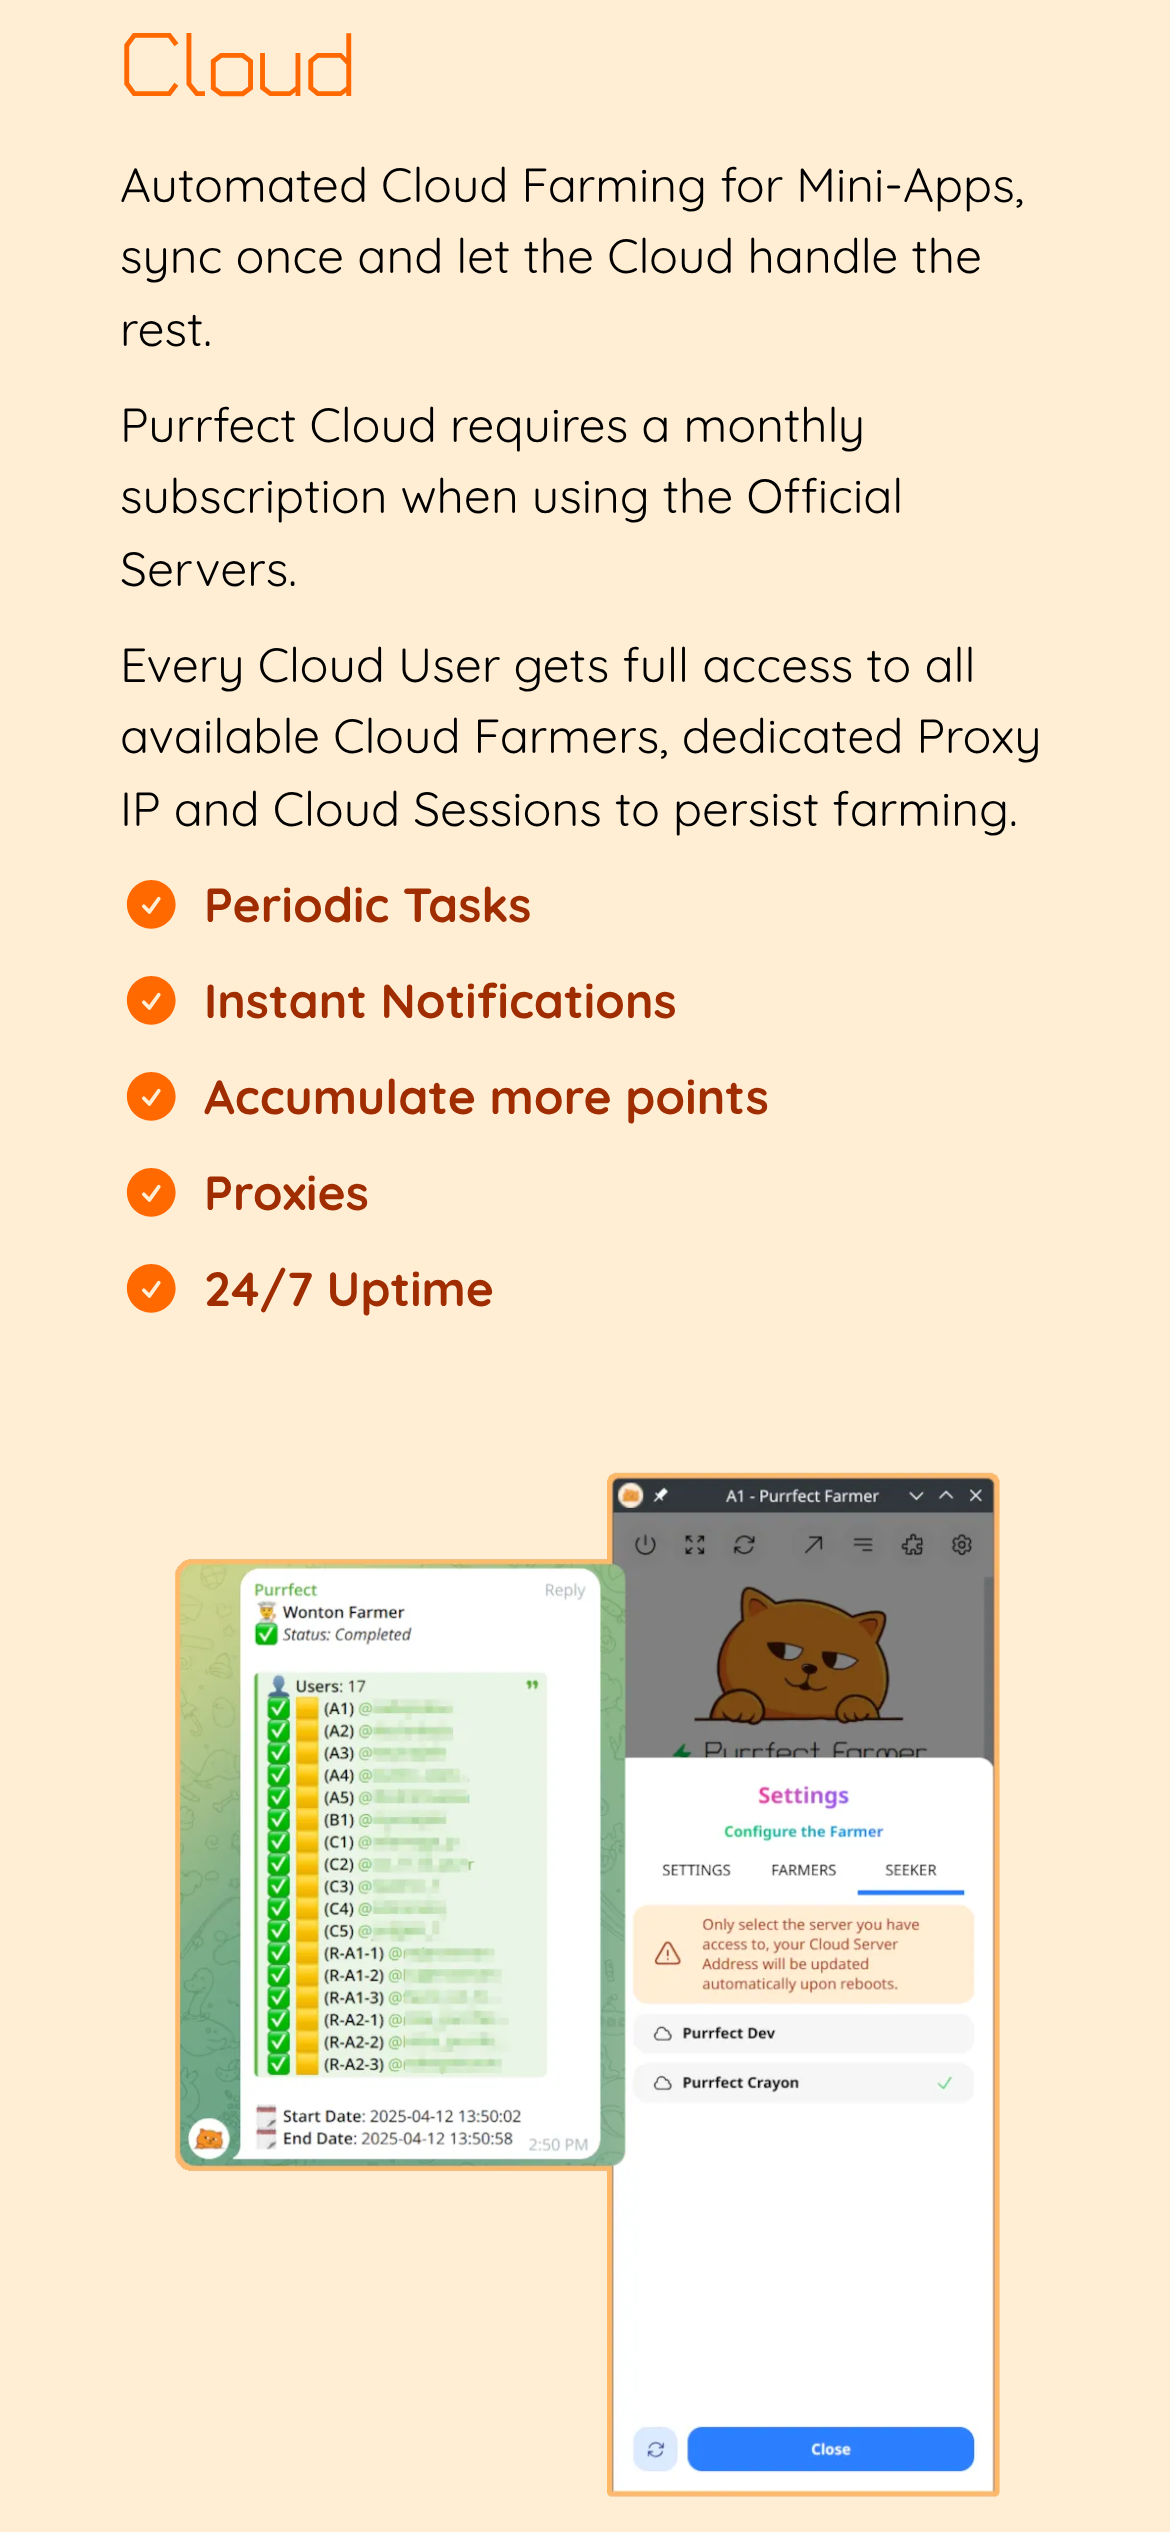 Cloud
Automated Cloud Farming for Mini-Apps,
sync once and let the Cloud handle the
rest.
Purrfect Cloud requires a monthly
subscription when using the Official
Servers.
Every Cloud User gets full access to all
available Cloud Farmers, dedicated Proxy
IP and Cloud Sessions to persist farming.
Periodic Tasks
Instant Notifications
Accumulate more points
Proxies
24/7 Uptime
A1 - Purrfect Farmer
Purrfect Farmer
Purrfect Reply
Wonton Farmer
Status: Completed
Users: 17
(A1) @
(A2) @
(A3) @
(A4) @
(A5) @
(B1) @
(C1) @
(C2) @
(C3) @
(C4) @
(C5) @
(R-A1-1) @
(R-A1-2) @
(R-A1-3) @
(R-A2-1) @
(R-A2-2) @
(R-A2-3) @
Start Date: 2025-04-12 13:50:02
End Date: 2025-04-12 13:50:58
2:50 PM
Settings
Configure the Farmer
SETTINGS FARMERS SEEKER
Only select the server you have
access to, your Cloud Server
Address will be updated
automatically upon reboots.
Purrfect Dev
Purrfect Crayon
Close